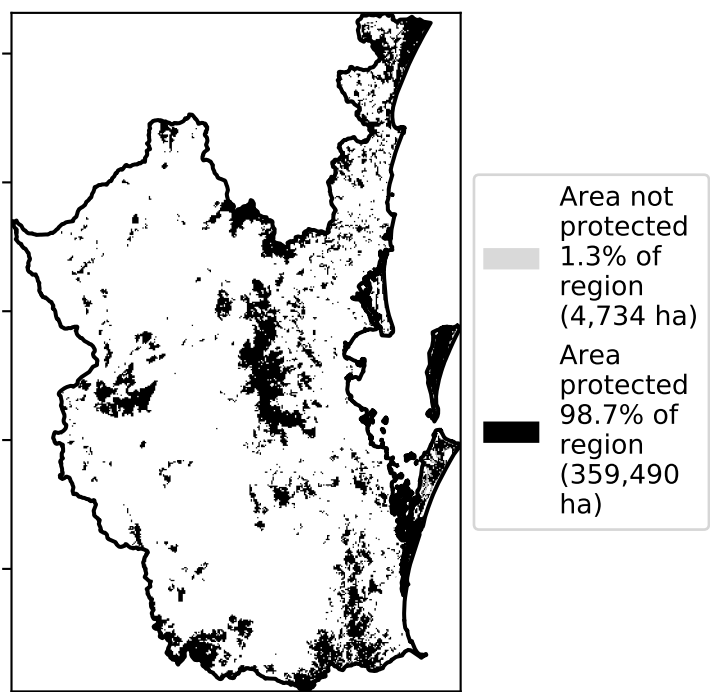 Area not
protected
1.3% of
region
(4,734 ha)
Area
protected
98.7% of
region
(359,490
ha)